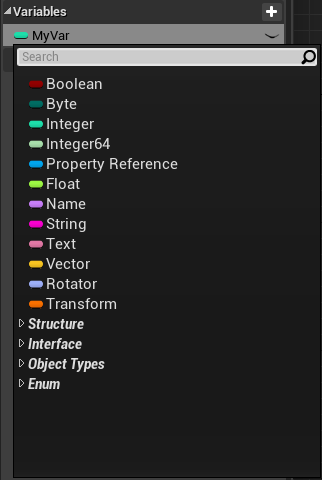 Variables
MyVar
Search
Boolean
Byte
Integer
Integer64
Property Reference
Float
Name
String
Text
Vector
Rotator
Transform
Structure
Interface
Object Types
Enum